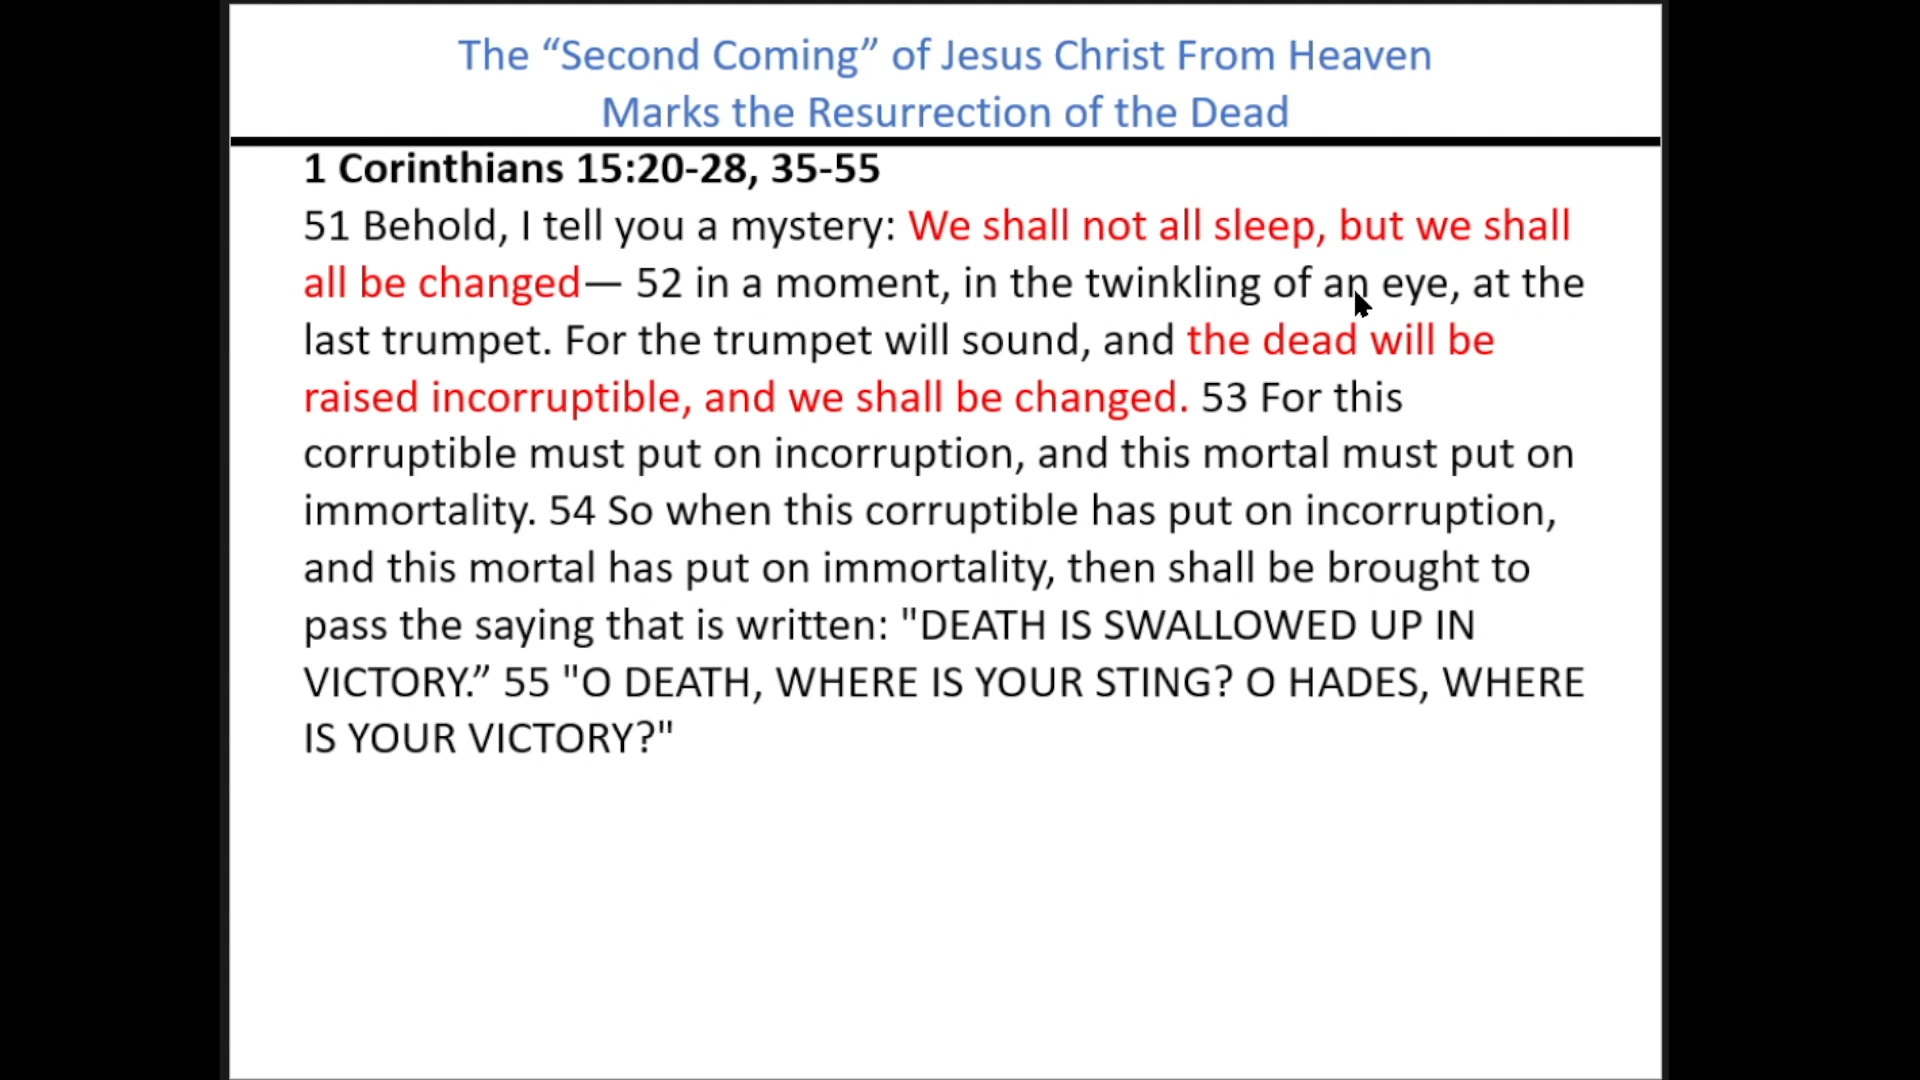 The “Second Coming” of Jesus Christ From Heaven
Marks the Resurrection of the Dead
1 Corinthians 15:20-28, 35-55
51 Behold, I tell you a mystery: We shall not all sleep, but we shall
all be changed— 52 in a moment, in the twinkling of an eye, at the
last trumpet. For the trumpet will sound, and the dead will be
raised incorruptible, and we shall be changed. 53 For this
corruptible must put on incorruption, and this mortal must put on
immortality. 54 So when this corruptible has put on incorruption,
and this mortal has put on immortality, then shall be brought to
pass the saying that is written: "DEATH IS SWALLOWED UP IN
VICTORY.” 55 "O DEATH, WHERE IS YOUR STING? O HADES, WHERE
IS YOUR VICTORY?"